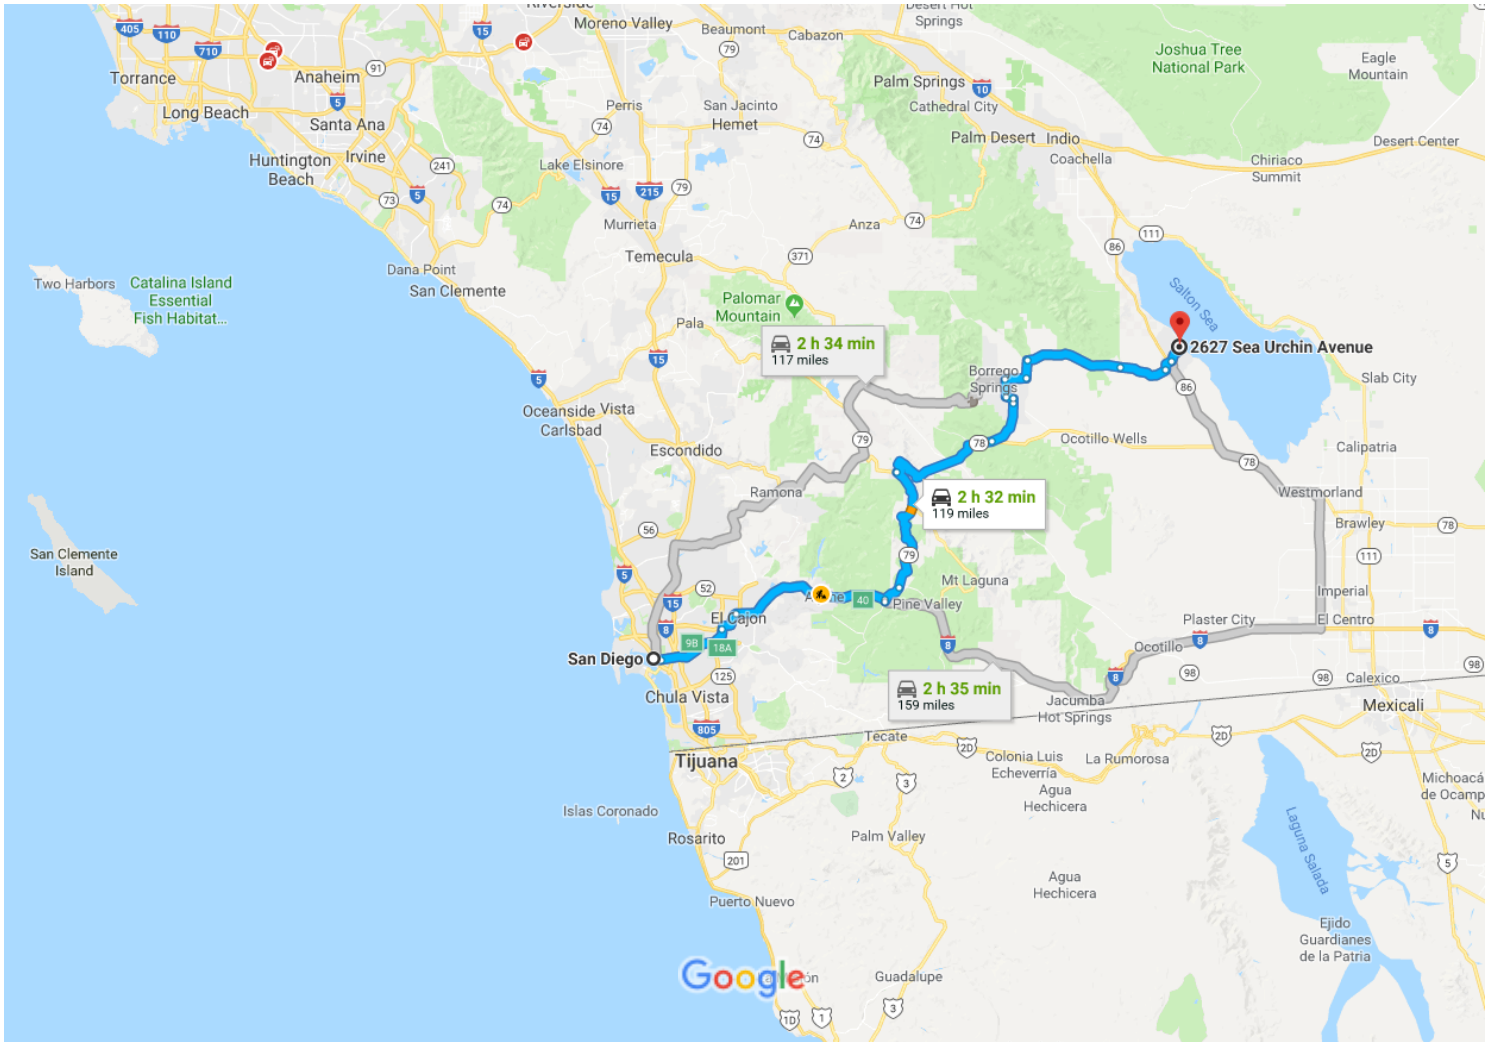 Riverside
Moreno Valley
Beaumont
Cabazon
Desert Hot
Springs
405
110
710
15
79
91
Torrance
Anaheim
Long Beach
5
Santa Ana
Perris
San Jacinto
Hemet
74
Palm Springs
10
Cathedral City
Joshua Tree
National Park
Eagle
Mountain
Huntington
Beach
Irvine
241
Lake Elsinore
74
Palm Desert
Indio
Coachella
Desert Center
Chiriaco
Summit
73
5
74
15
215
79
Murrieta
Anza
74
86
111
Two Harbors
Catalina Island
Essential
Fish Habitat...
Dana Point
San Clemente
Temecula
371
Palomar
Mountain
Pala
Salton Sea
2 h 34 min
117 miles
15
5
2627 Sea Urchin Avenue
Borrego
Springs
86
Slab City
Oceanside
Vista
Carlsbad
79
78
Ocotillo Wells
Calipatria
Escondido
78
Ramona
2 h 32 min
119 miles
Westmorland
Brawley
78
San Clemente
Island
56
79
111
5
52
Mt Laguna
Imperial
15
40
Pine Valley
8
El Cajon
9B
18A
Plaster City
El Centro
8
8
San Diego
8
Ocotillo
8
125
98
98
98
Calexico
Chula Vista
2 h 35 min
159 miles
Jacumba
Hot Springs
Mexicali
805
Tijuana
Tecate
2D
2D
2D
Colonia Luis
Echeverría
La Rumorosa
2
3
Agua
Hechicera
Michoacá
de Ocamp
Nu
Islas Coronado
Rosarito
Palm Valley
201
5
Laguna Salada
Agua
Hechicera
Puerto Nuevo
Ejido
Guardianes
de la Patria
Google
ón
Guadalupe
1D
1
3